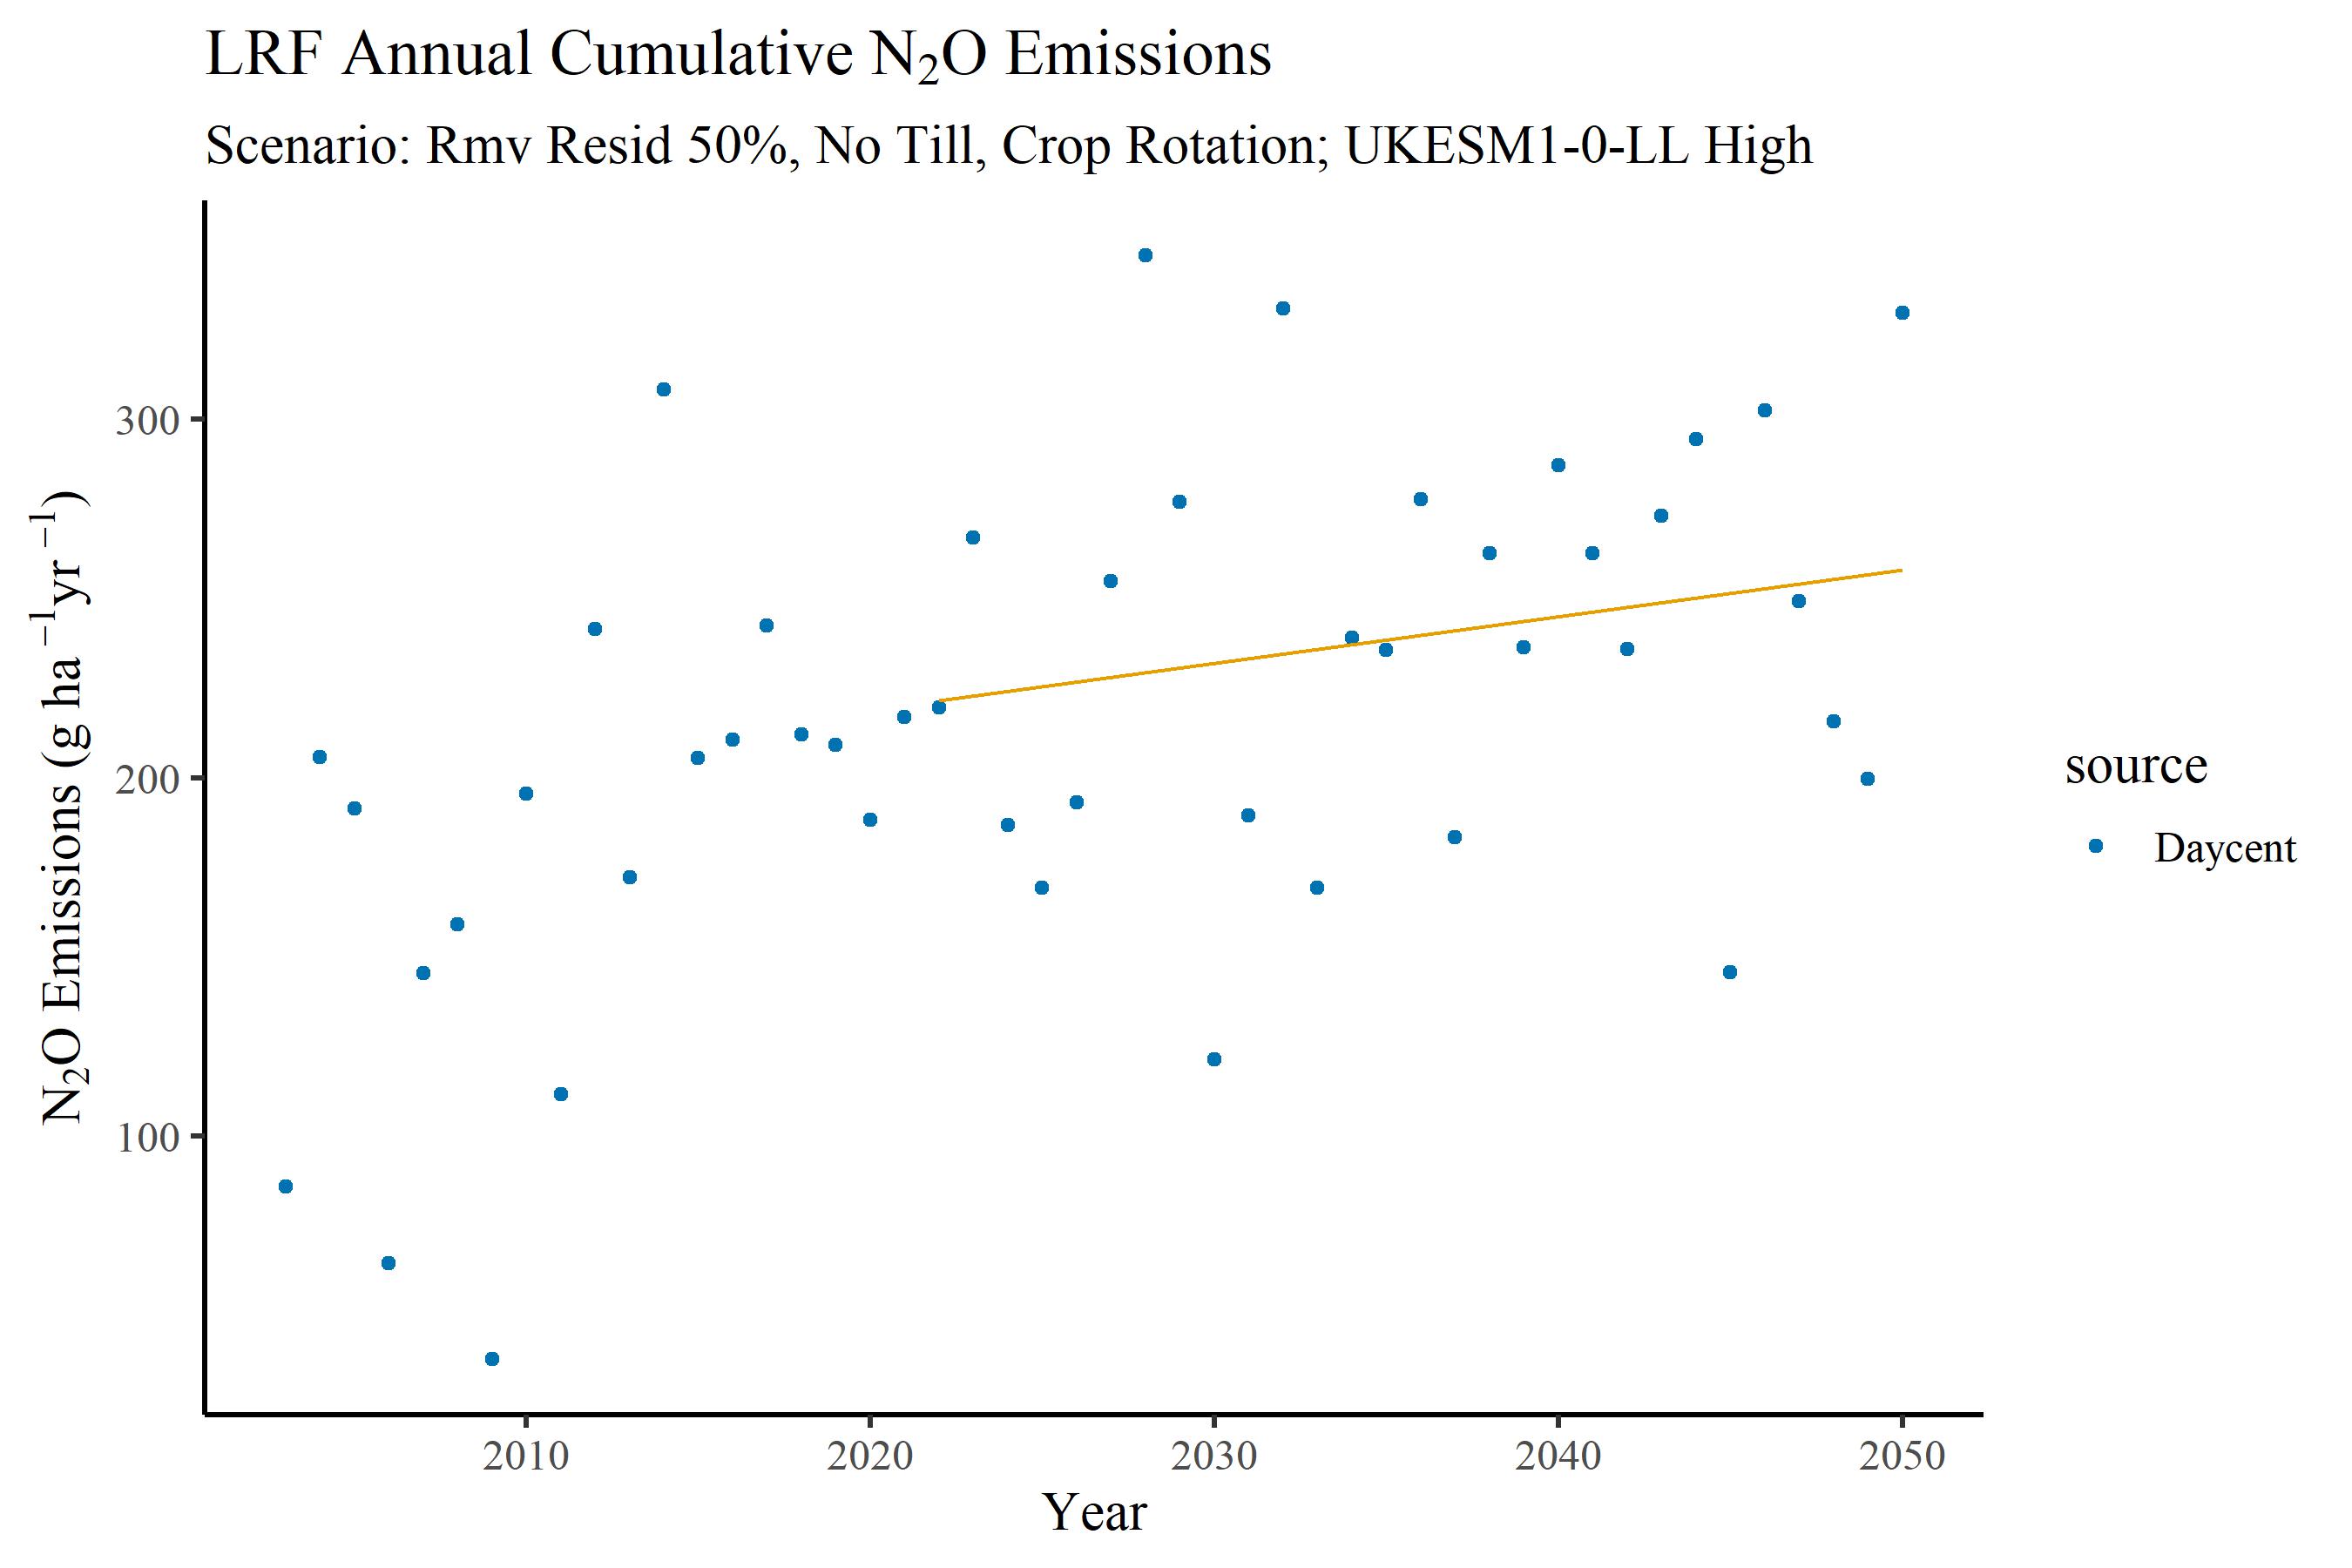 LRF Annual Cumulative N₂O Emissions
Scenario: Rmv Resid 50%, No Till, Crop Rotation; UKESM1-0-LL High
N₂O Emissions (g ha ⁻¹yr ⁻¹)
300
200
100
2010 2020 2030 2040 2050
Year
source
Daycent